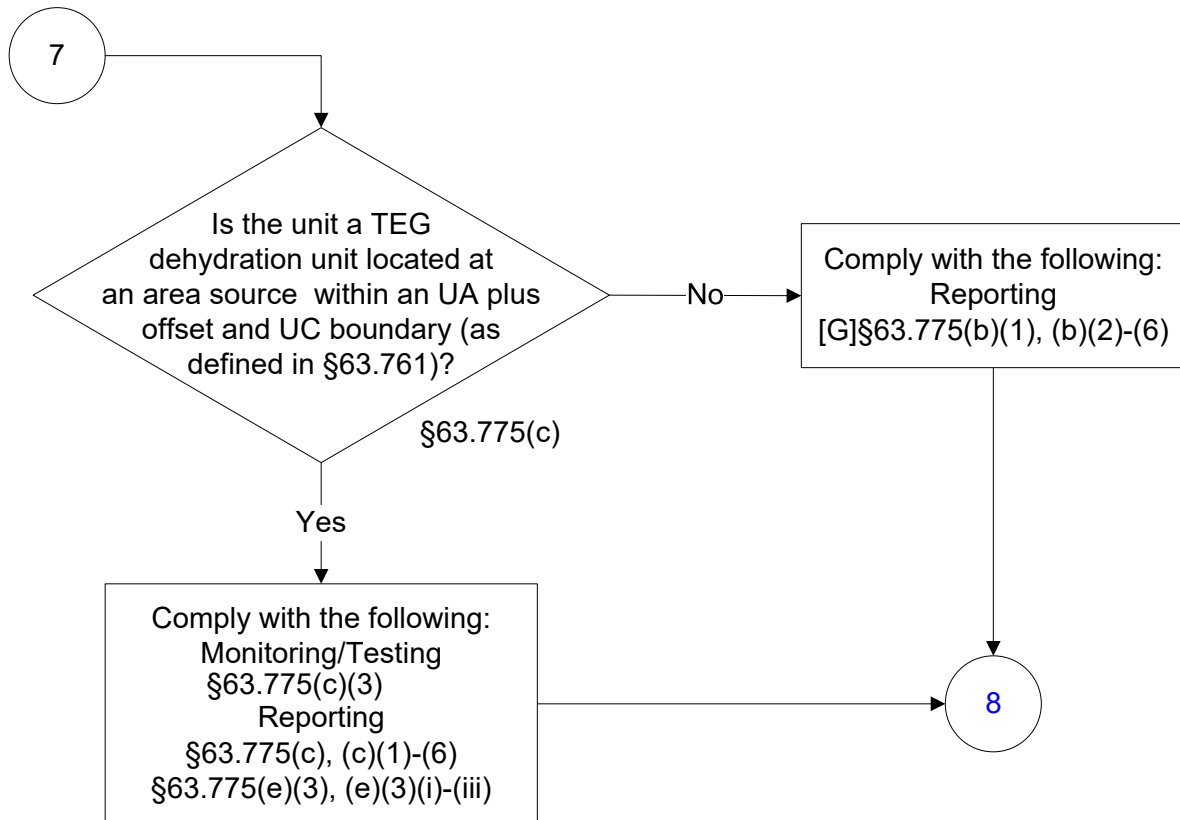 7
Is the unit a TEG
dehydration unit located at
an area source within an UA plus
offset and UC boundary (as
defined in §63.761)?
§63.775(c)
No
Comply with the following:
Reporting
[G]§63.775(b)(1), (b)(2)-(6)
Yes
Comply with the following:
Monitoring/Testing
§63.775(c)(3)
Reporting
§63.775(c), (c)(1)-(6)
§63.775(e)(3), (e)(3)(i)-(iii)
8